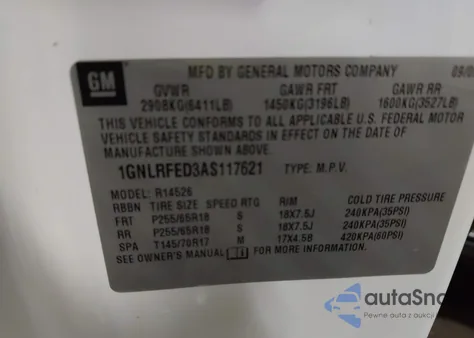 GM
MFD BY GENERAL MOTORS COMPANY
GVWR GAWR FRT GAWR RR
2908KG(6411LB) 1450KG(3196LB) 1600KG(3527LB)
THIS VEHICLE CONFORMS TO ALL APPLICABLE U.S. FEDERAL MOTOR
VEHICLE SAFETY STANDARDS IN EFFECT ON THE DATE OF
MANUFACTURE SHOWN ABOVE.
1GNLRFED3AS117621 TYPE: M.P.V.
MODEL: R14526
RBBN TIRE SIZE SPEED RTG RIM COLD TIRE PRESSURE
FRT P255/65R18 S 18X7.5J 240KPA(35PSI)
RR P255/65R18 S 18X7.5J 240KPA(35PSI)
SPA T145/70R17 M 17X4.5B 420KPA(60PSI)
SEE OWNER'S MANUAL FOR MORE INFORMATION.
autaSna
Pewne auta z aukcji